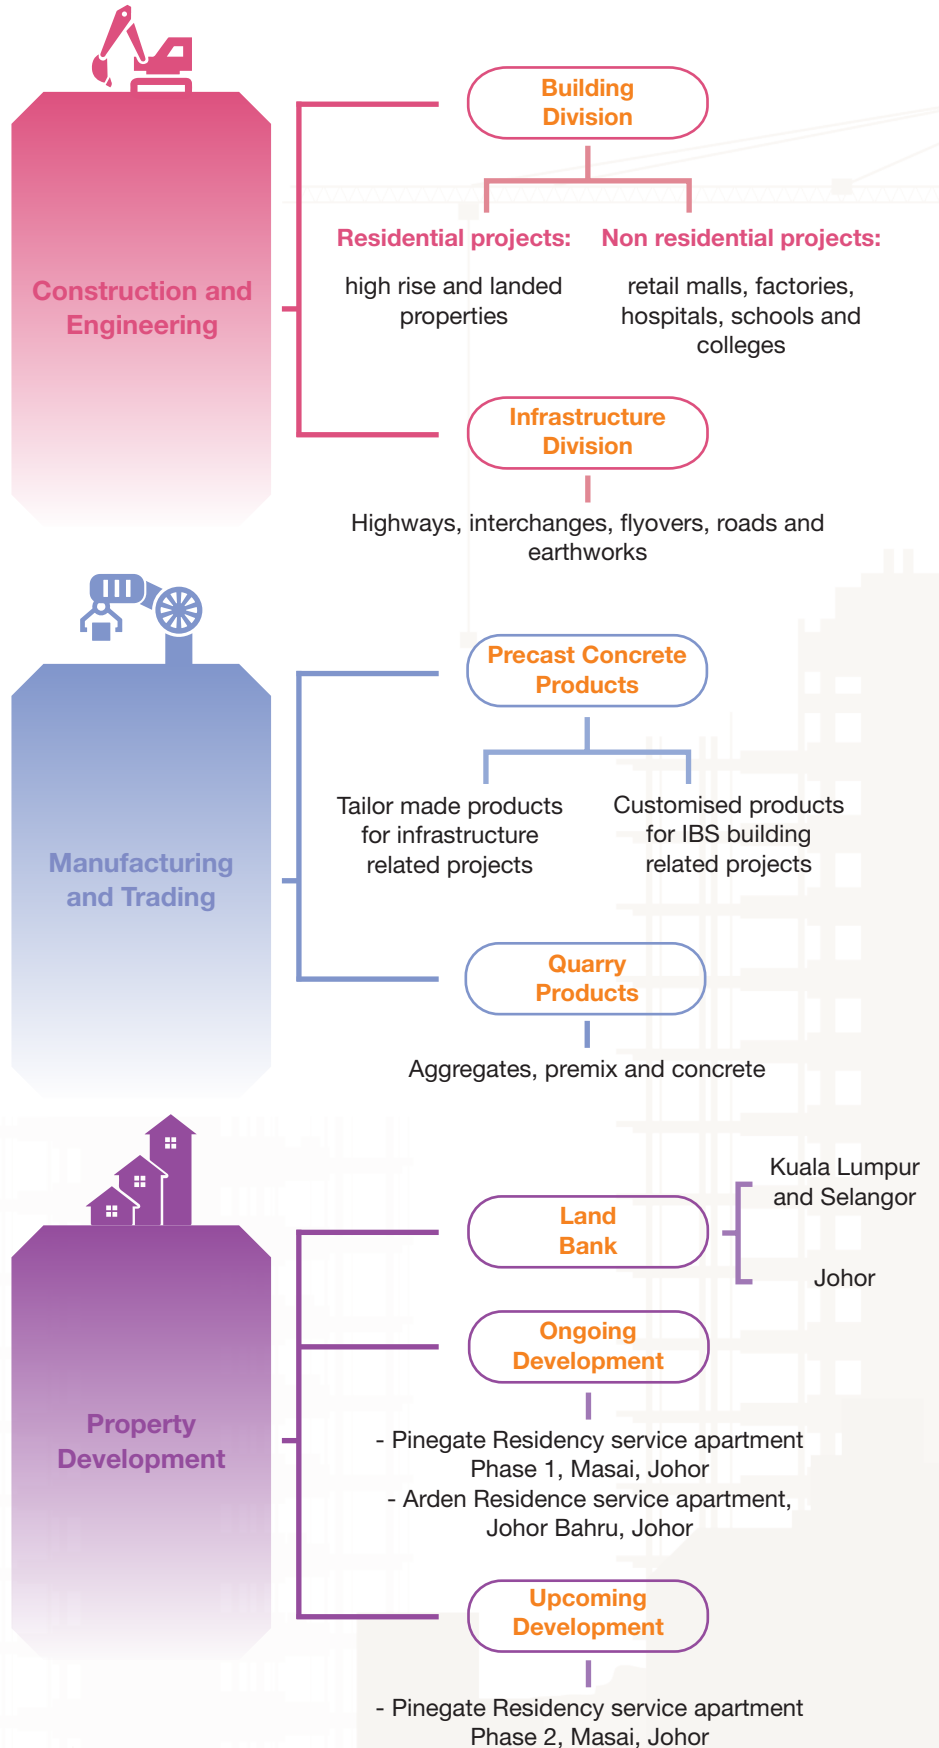 Construction and
Engineering
Building
Division
Residential projects:
high rise and landed
properties
Non residential projects:
retail malls, factories,
hospitals, schools and
colleges
Infrastructure
Division
Highways, interchanges, flyovers, roads and
earthworks
Manufacturing
and Trading
Precast Concrete
Products
Tailor made products
for infrastructure
related projects
Customised products
for IBS building
related projects
Quarry
Products
Aggregates, premix and concrete
Property
Development
Land
Bank
Kuala Lumpur
and Selangor
Johor
Ongoing
Development
- Pinegate Residency service apartment
Phase 1, Masai, Johor
- Arden Residence service apartment,
Johor Bahru, Johor
Upcoming
Development
- Pinegate Residency service apartment
Phase 2, Masai, Johor